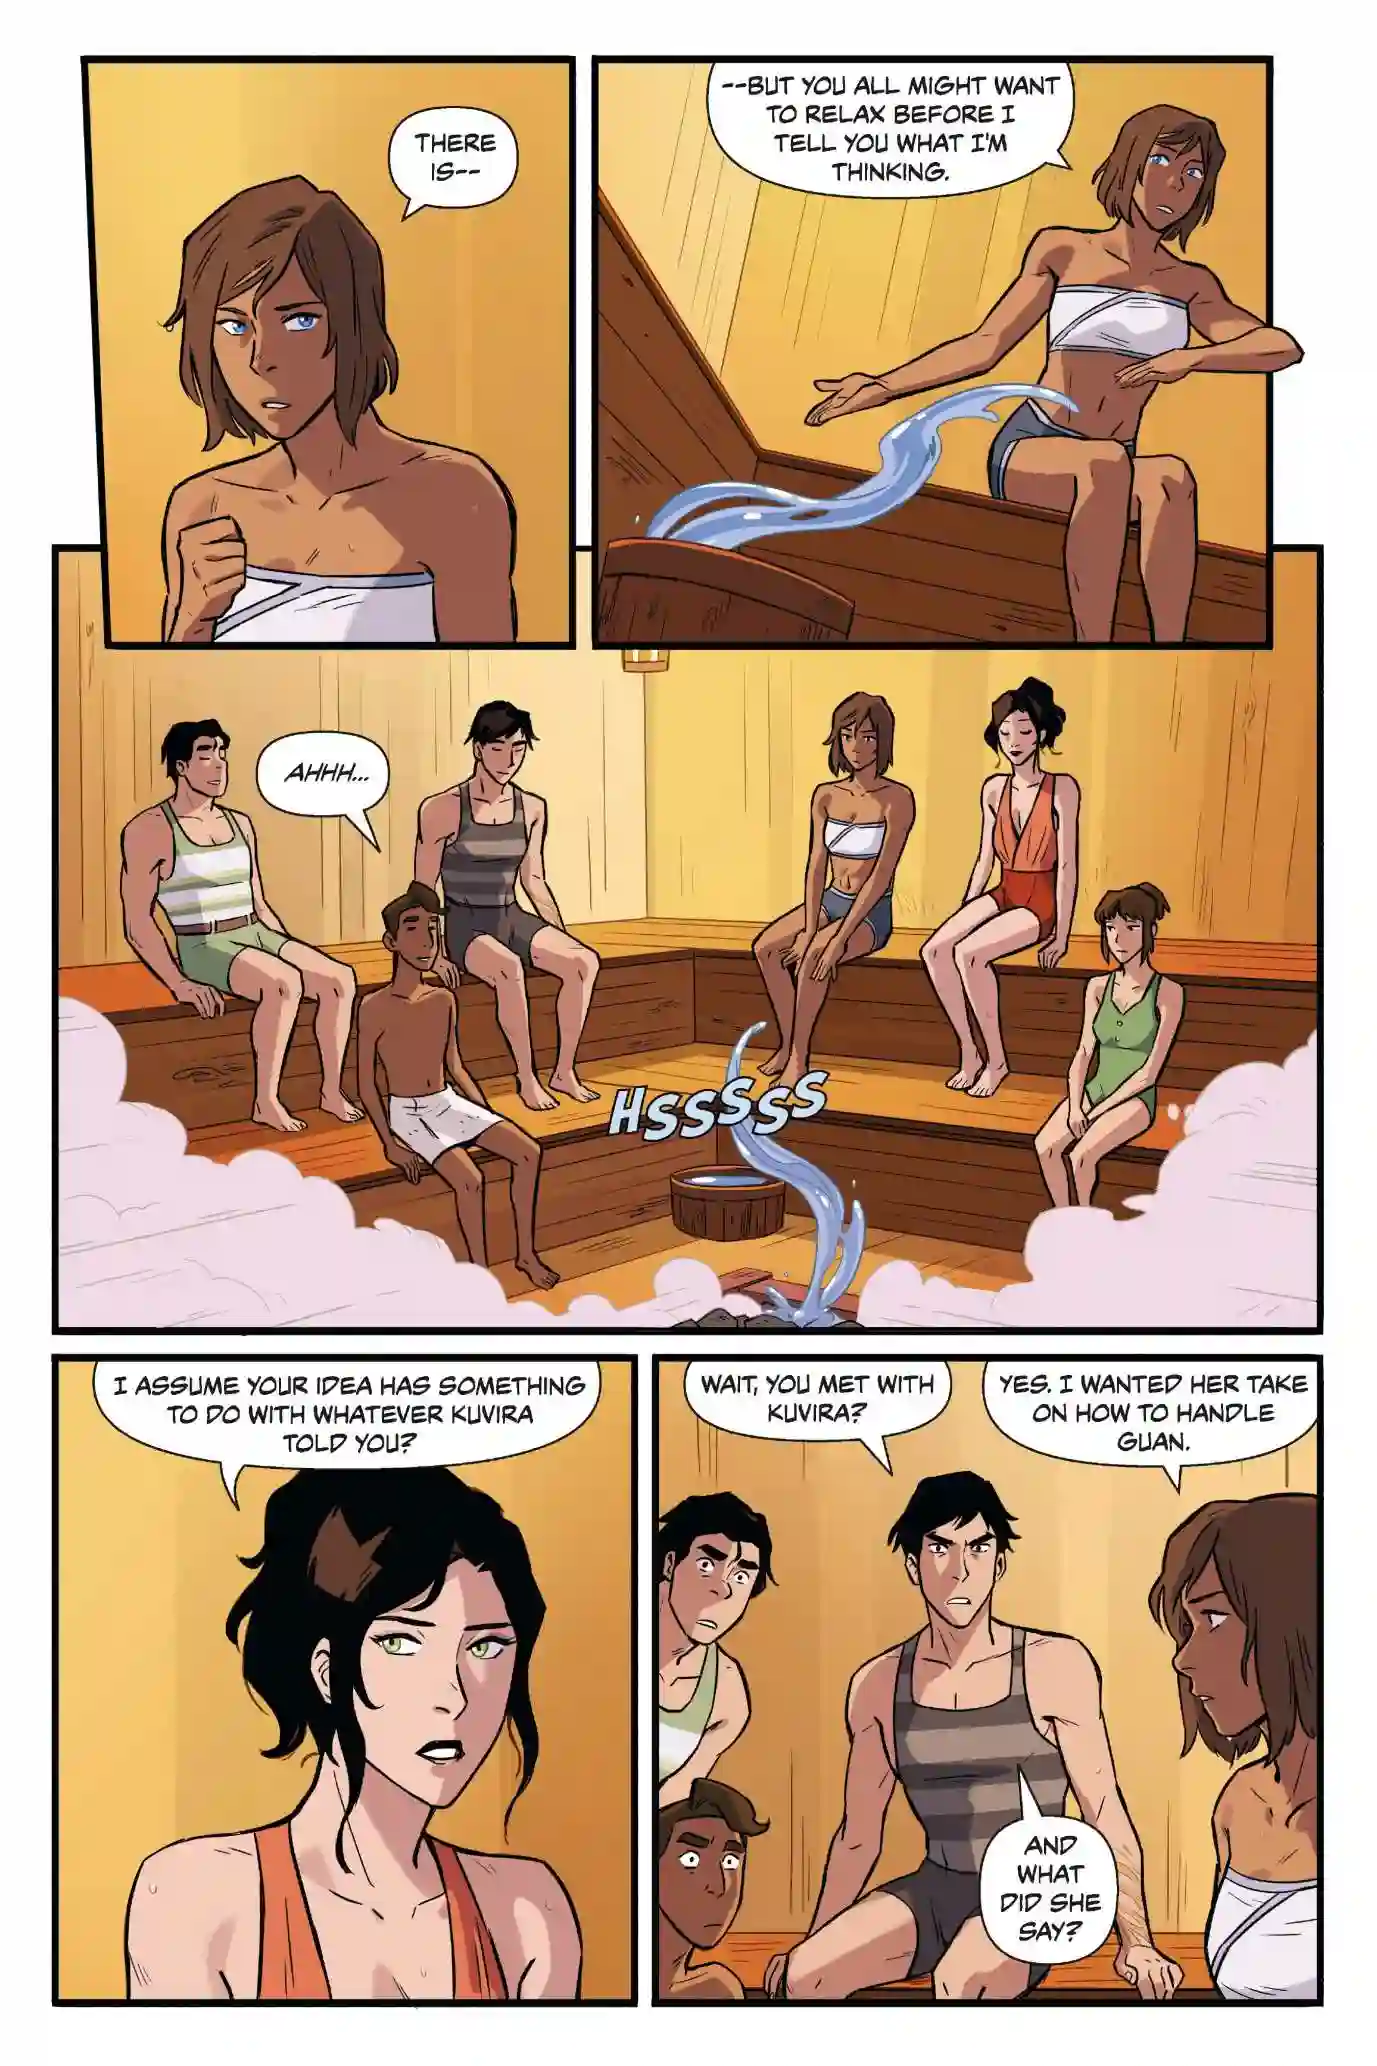 THERE
IS--
--BUT YOU ALL MIGHT WANT
TO RELAX BEFORE I
TELL YOU WHAT I'M
THINKING.
AHHH...
HSSSSSS
I ASSUME YOUR IDEA HAS SOMETHING
TO DO WITH WHATEVER KUVIRA
TOLD YOU?
WAIT, YOU MET WITH
KUVIRA?
YES. I WANTED HER TAKE
ON HOW TO HANDLE
GUAN.
AND
WHAT
DID SHE
SAY?